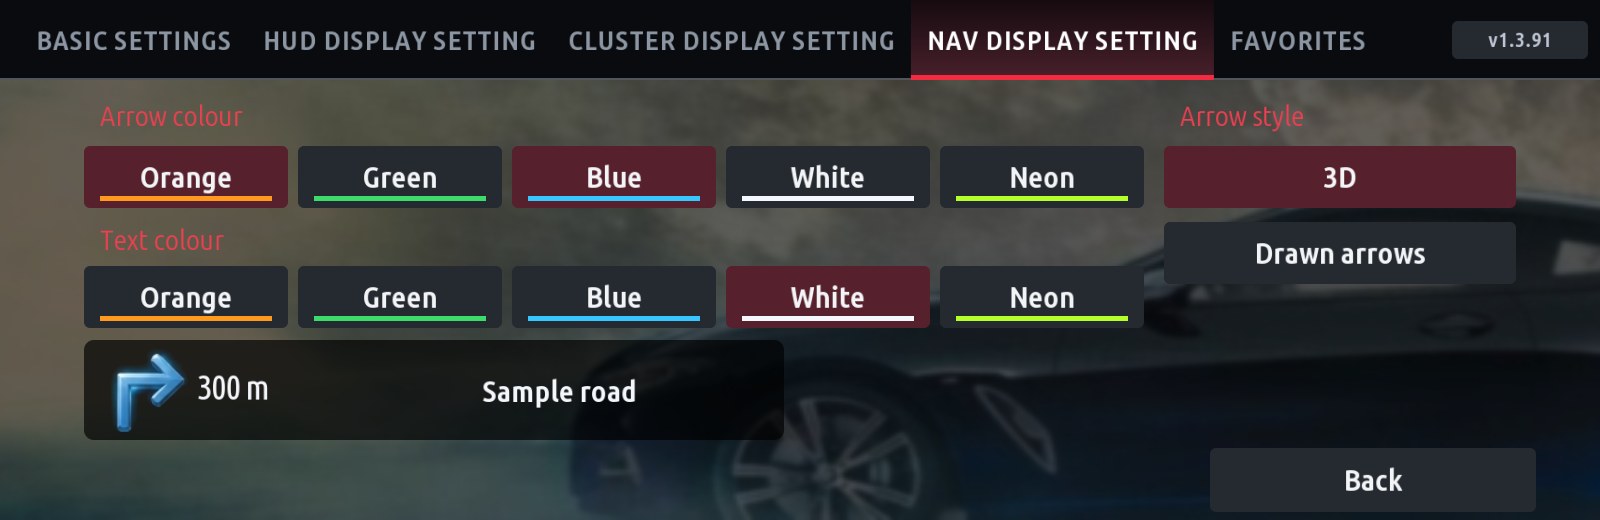 BASIC SETTINGS HUD DISPLAY SETTING CLUSTER DISPLAY SETTING NAV DISPLAY SETTING FAVORITES v1.3.91
Arrow colour Arrow style
Orange Green Blue White Neon 3D
Text colour
Drawn arrows
Orange Green Blue White Neon
300 m Sample road
Back